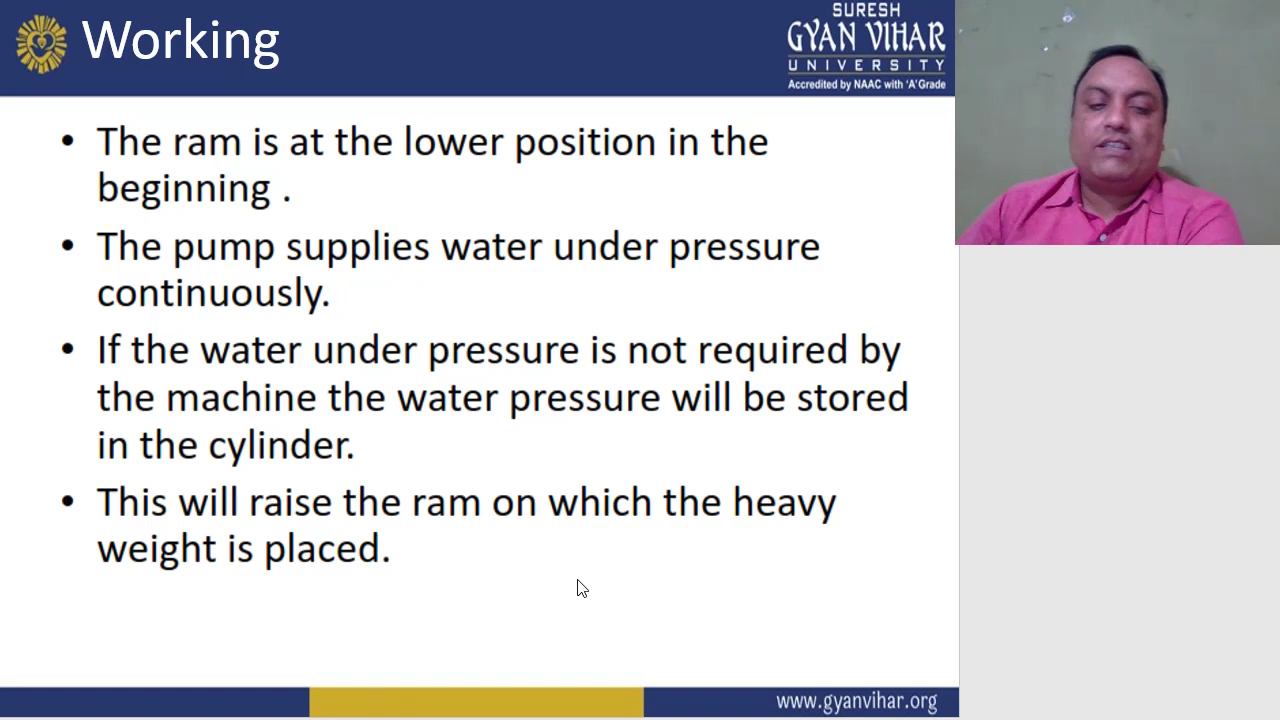 Working
SURESH
GYAN VIHAR
UNIVERSITY
Accredited by NAAC with 'A'Grade
• The ram is at the lower position in the
beginning .
• The pump supplies water under pressure
continuously.
• If the water under pressure is not required by
the machine the water pressure will be stored
in the cylinder.
• This will raise the ram on which the heavy
weight is placed.
www.gyanvihar.org